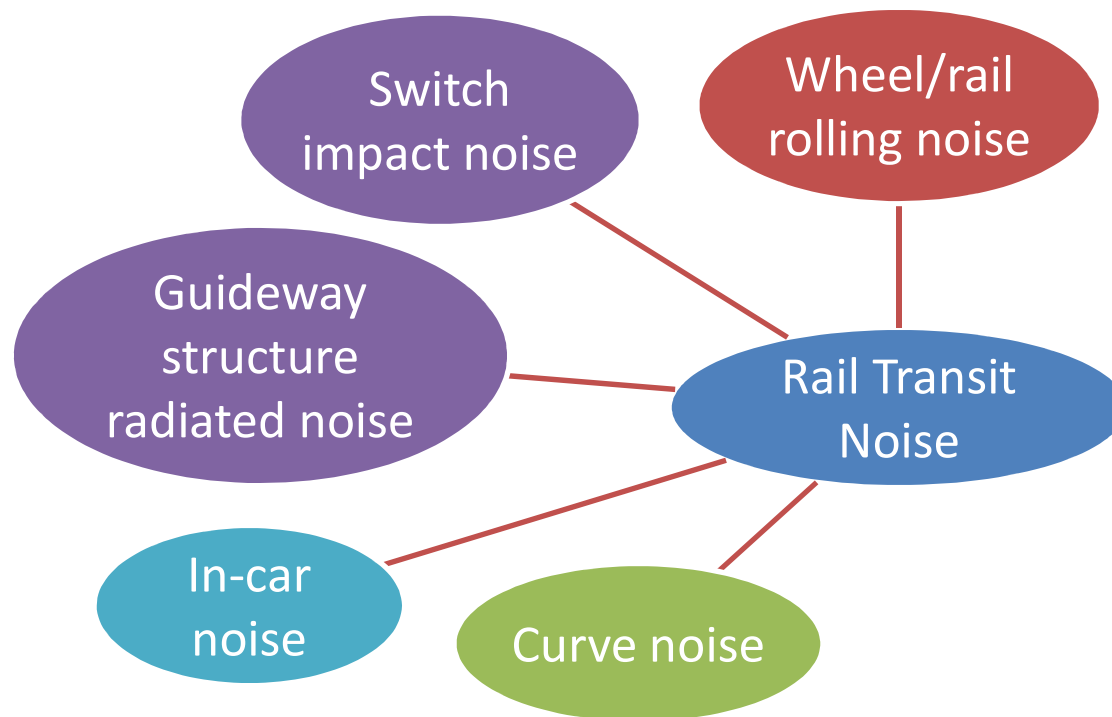 Switch
impact noise
Wheel/rail
rolling noise
Guideway
structure
radiated noise
Rail Transit
Noise
In-car
noise
Curve noise